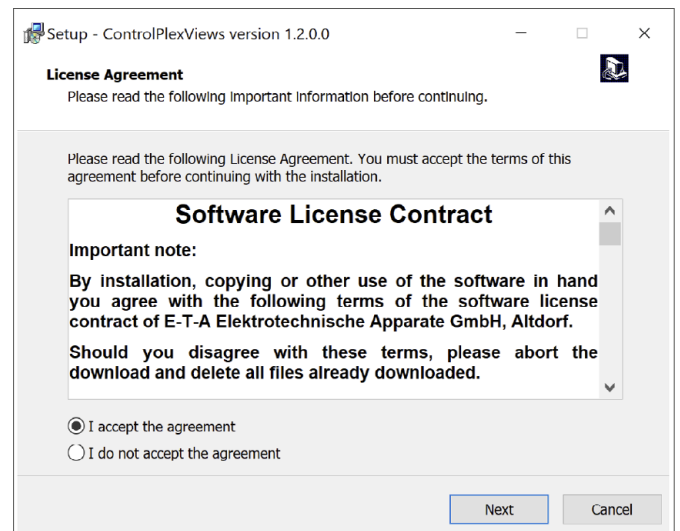 Setup - ControlPlexViews version 1.2.0.0
License Agreement
Please read the following important information before continuing.
Please read the following License Agreement. You must accept the terms of this
agreement before continuing with the installation.
Software License Contract
Important note:
By installation, copying or other use of the software in hand
you agree with the following terms of the software license
contract of E-T-A Elektrotechnische Apparate GmbH, Altdorf.
Should you disagree with these terms, please abort the
download and delete all files already downloaded.
I accept the agreement
I do not accept the agreement
Next Cancel